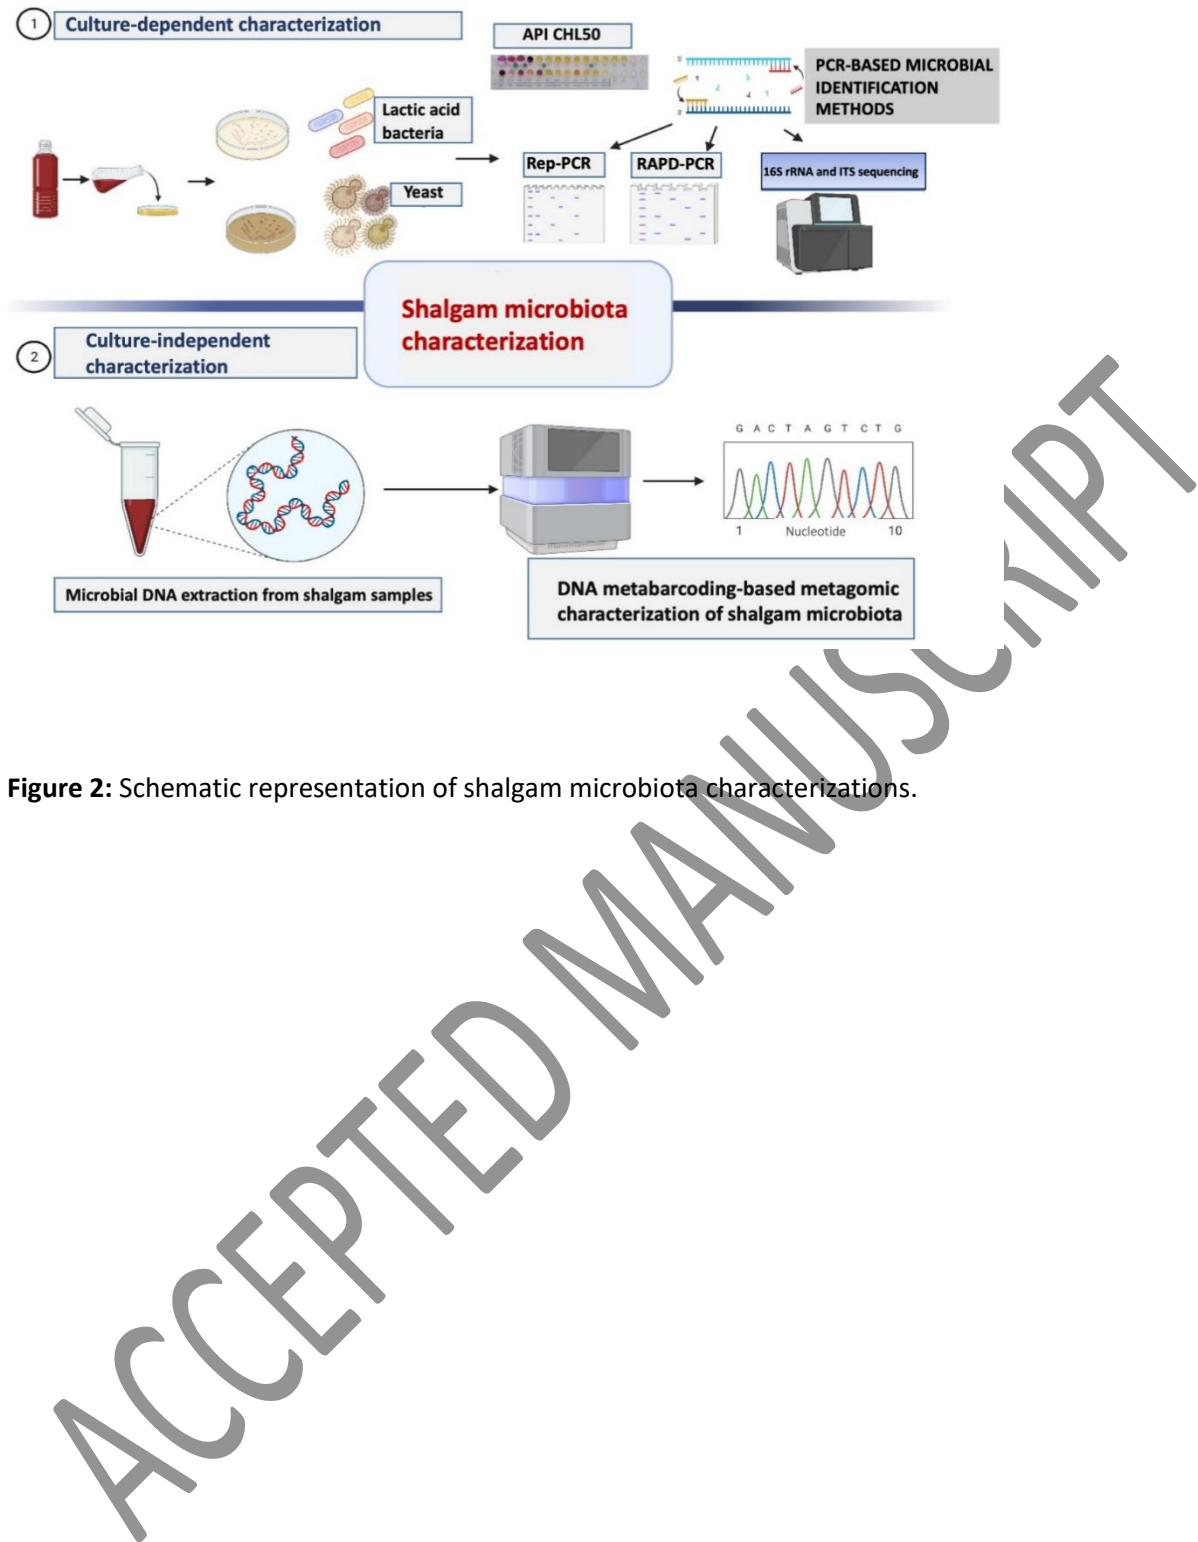 1
Culture-dependent characterization
API CHL50
PCR-BASED MICROBIAL
IDENTIFICATION
METHODS
5'
3'
Lactic acid
bacteria
Yeast
Rep-PCR
RAPD-PCR
16S rRNA and ITS sequencing
Shalgam microbiota
characterization
2
Culture-independent
characterization
G A C T A G T C T G
1 Nucleotide 10
Microbial DNA extraction from shalgam samples
DNA metabarcoding-based metagomic
characterization of shalgam microbiota
Figure 2: Schematic representation of shalgam microbiota characterizations.
ACCEPTED MANUSCRIPT